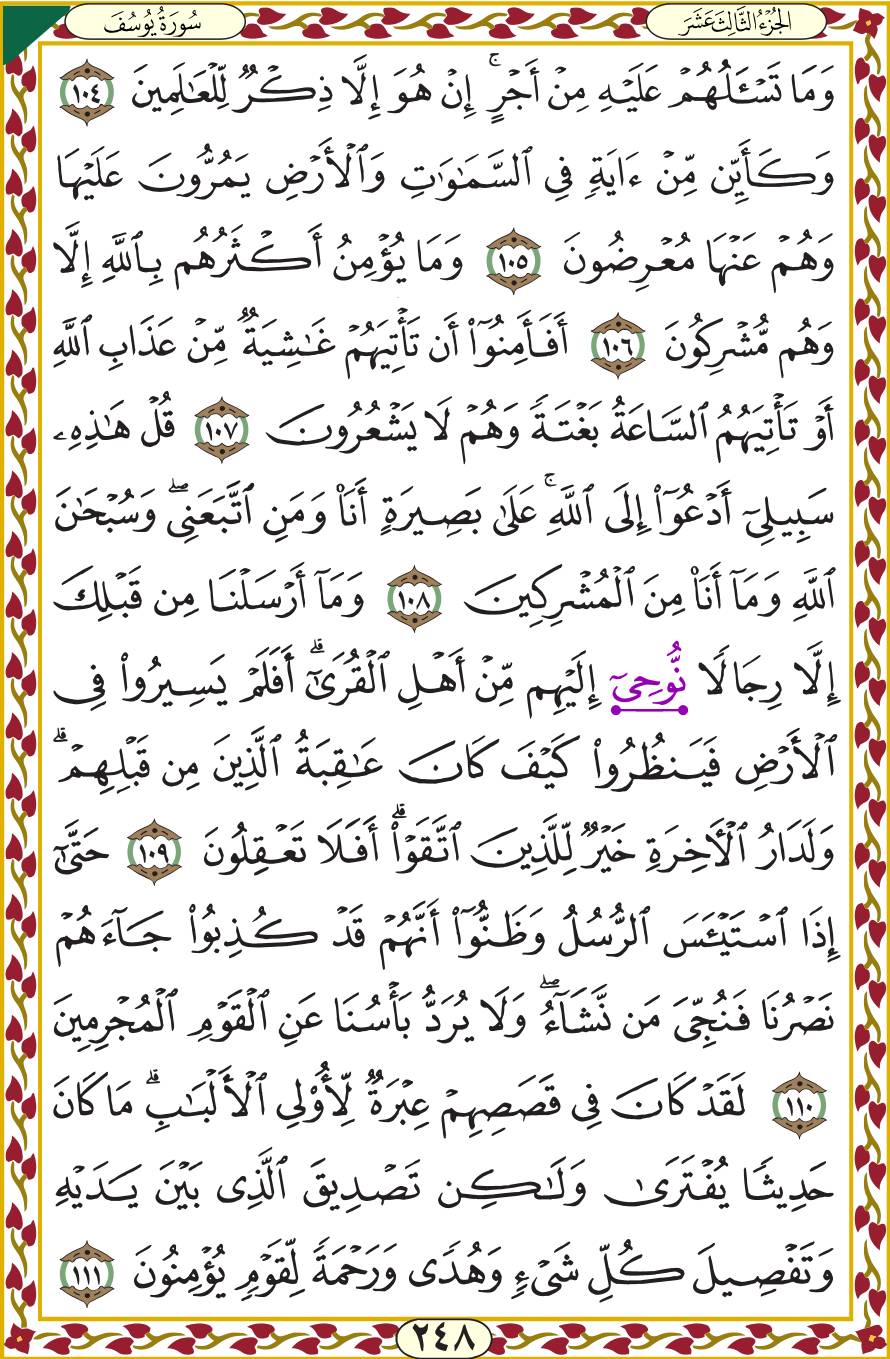 الجُزْءُ الثَّالِثَ عَشَرَ
سُورَةُ يُوسُفَ
وَمَا تَسْـَٔلُهُمْ عَلَيْهِ مِنْ أَجْرٍۚ إِنْ هُوَ إِلَّا ذِكْرٌ لِّلْعَٰلَمِينَ ١٠٤
وَكَأَيِّن مِّنْ ءَايَةٍ فِي ٱلسَّمَٰوَٰتِ وَٱلْأَرْضِ يَمُرُّونَ عَلَيْهَا
وَهُمْ عَنْهَا مُعْرِضُونَ ١٠٥ وَمَا يُؤْمِنُ أَكْثَرُهُم بِٱللَّهِ إِلَّا
وَهُم مُّشْرِكُونَ ١٠٦ أَفَأَمِنُوٓا۟ أَن تَأْتِيَهُمْ غَٰشِيَةٌ مِّنْ عَذَابِ ٱللَّهِ
أَوْ تَأْتِيَهُمُ ٱلسَّاعَةُ بَغْتَةً وَهُمْ لَا يَشْعُرُونَ ١٠٧ قُلْ هَٰذِهِۦ
سَبِيلِىٓ أَدْعُوٓا۟ إِلَى ٱللَّهِۚ عَلَىٰ بَصِيرَةٍ أَنَا۠ وَمَنِ ٱتَّبَعَنِىۖ وَسُبْحَٰنَ
ٱللَّهِ وَمَآ أَنَا۠ مِنَ ٱلْمُشْرِكِينَ ١٠٨ وَمَآ أَرْسَلْنَا مِن قَبْلِكَ
إِلَّا رِجَالًا نُّوحِىٓ إِلَيْهِم مِّنْ أَهْلِ ٱلْقُرَىٰٓۗ أَفَلَمْ يَسِيرُوا۟ فِى
ٱلْأَرْضِ فَيَنظُرُوا۟ كَيْفَ كَانَ عَٰقِبَةُ ٱلَّذِينَ مِن قَبْلِهِمْۗ
وَلَدَارُ ٱلْـَٔاخِرَةِ خَيْرٌ لِّلَّذِينَ ٱتَّقَوْا۟ۗ أَفَلَا تَعْقِلُونَ ١٠٩ حَتَّىٰٓ
إِذَا ٱسْتَيْـَٔسَ ٱلرُّسُلُ وَظَنُّوٓا۟ أَنَّهُمْ قَدْ كُذِبُوا۟ جَآءَهُمْ
نَصْرُنَا فَنُجِّىَ مَن نَّشَآءُۖ وَلَا يُرَدُّ بَأْسُنَا عَنِ ٱلْقَوْمِ ٱلْمُجْرِمِينَ
١١٠ لَقَدْ كَانَ فِى قَصَصِهِمْ عِبْرَةٌ لِّأُو۟لِى ٱلْأَلْبَٰبِۗ مَا كَانَ
حَدِيثًا يُفْتَرَىٰ وَلَٰكِن تَصْدِيقَ ٱلَّذِى بَيْنَ يَدَيْهِ
وَتَفْصِيلَ كُلِّ شَىْءٍ وَهُدًى وَرَحْمَةً لِّقَوْمٍ يُؤْمِنُونَ ١١١
٢٤٨